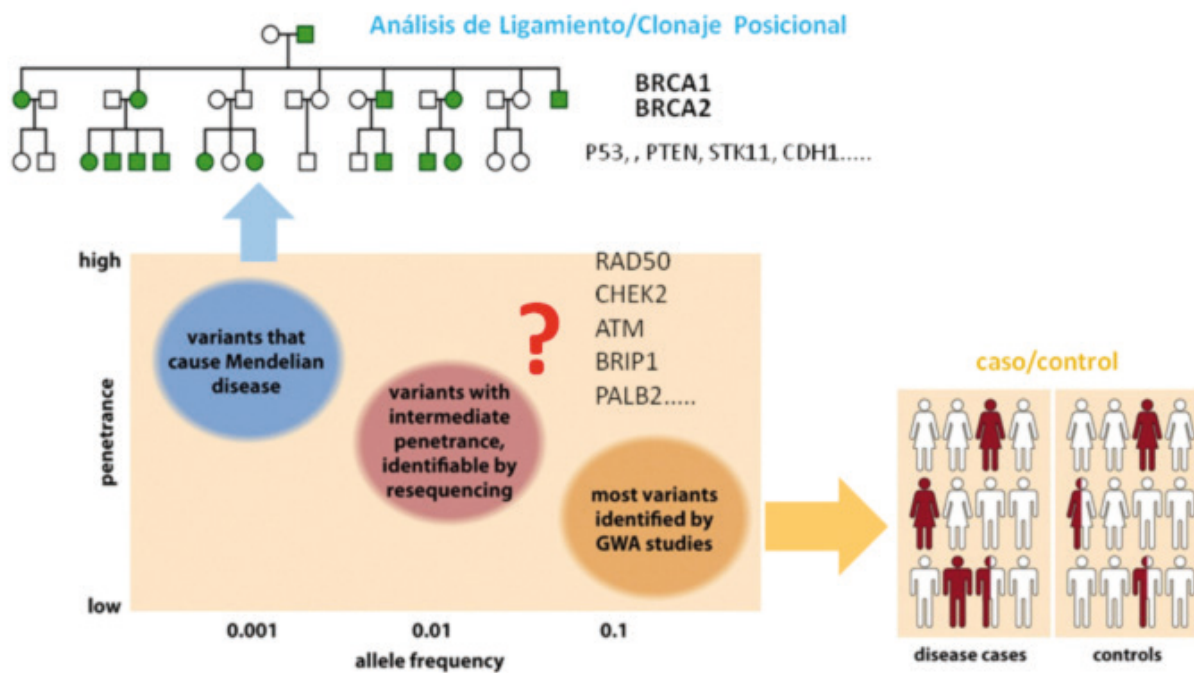 Análisis de Ligamiento/Clonaje Posicional
BRCA1
BRCA2
P53, , PTEN, STK11, CDH1.....
high
penetrance
low
variants that
cause Mendelian
disease
variants with
intermediate
penetrance,
identifiable by
resequencing
?
RAD50
CHEK2
ATM
BRIP1
PALB2.....
most variants
identified by
GWA studies
0.001
0.01
0.1
allele frequency
caso/control
disease cases
controls